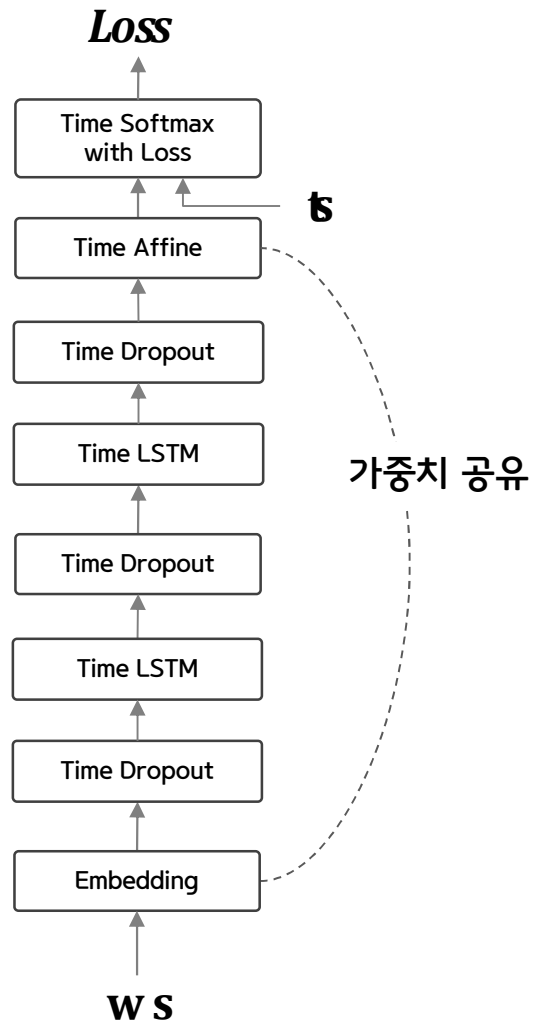 Loss
Time Softmax
with Loss
ts
Time Affine
Time Dropout
Time LSTM
가중치 공유
Time Dropout
Time LSTM
Time Dropout
Embedding
w s